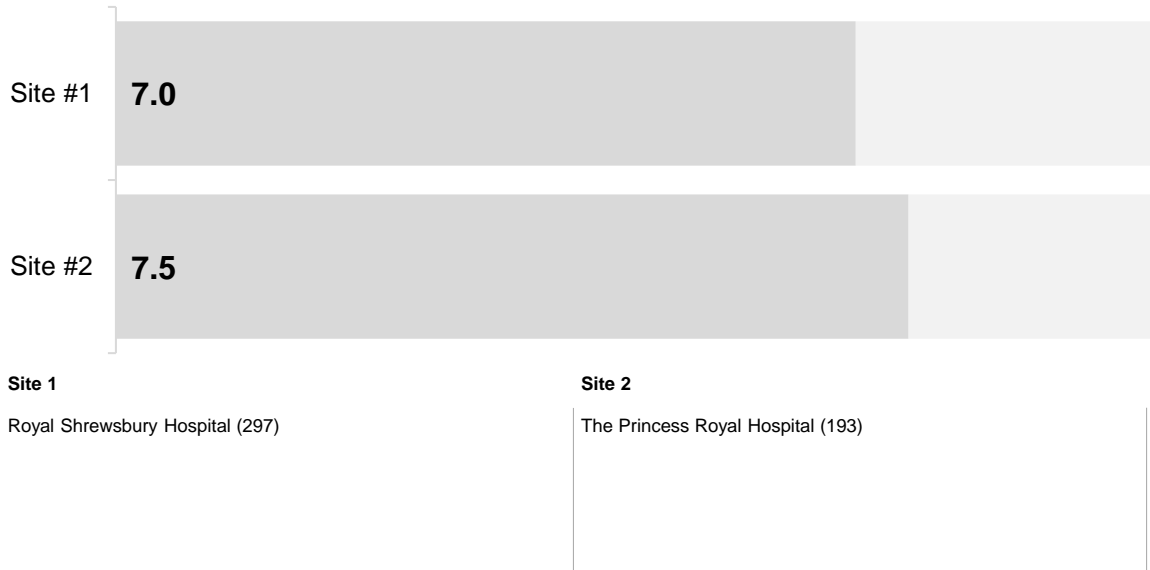 Site #1 7.0
Site #2 7.5
Site 1
Royal Shrewsbury Hospital (297)
Site 2
The Princess Royal Hospital (193)